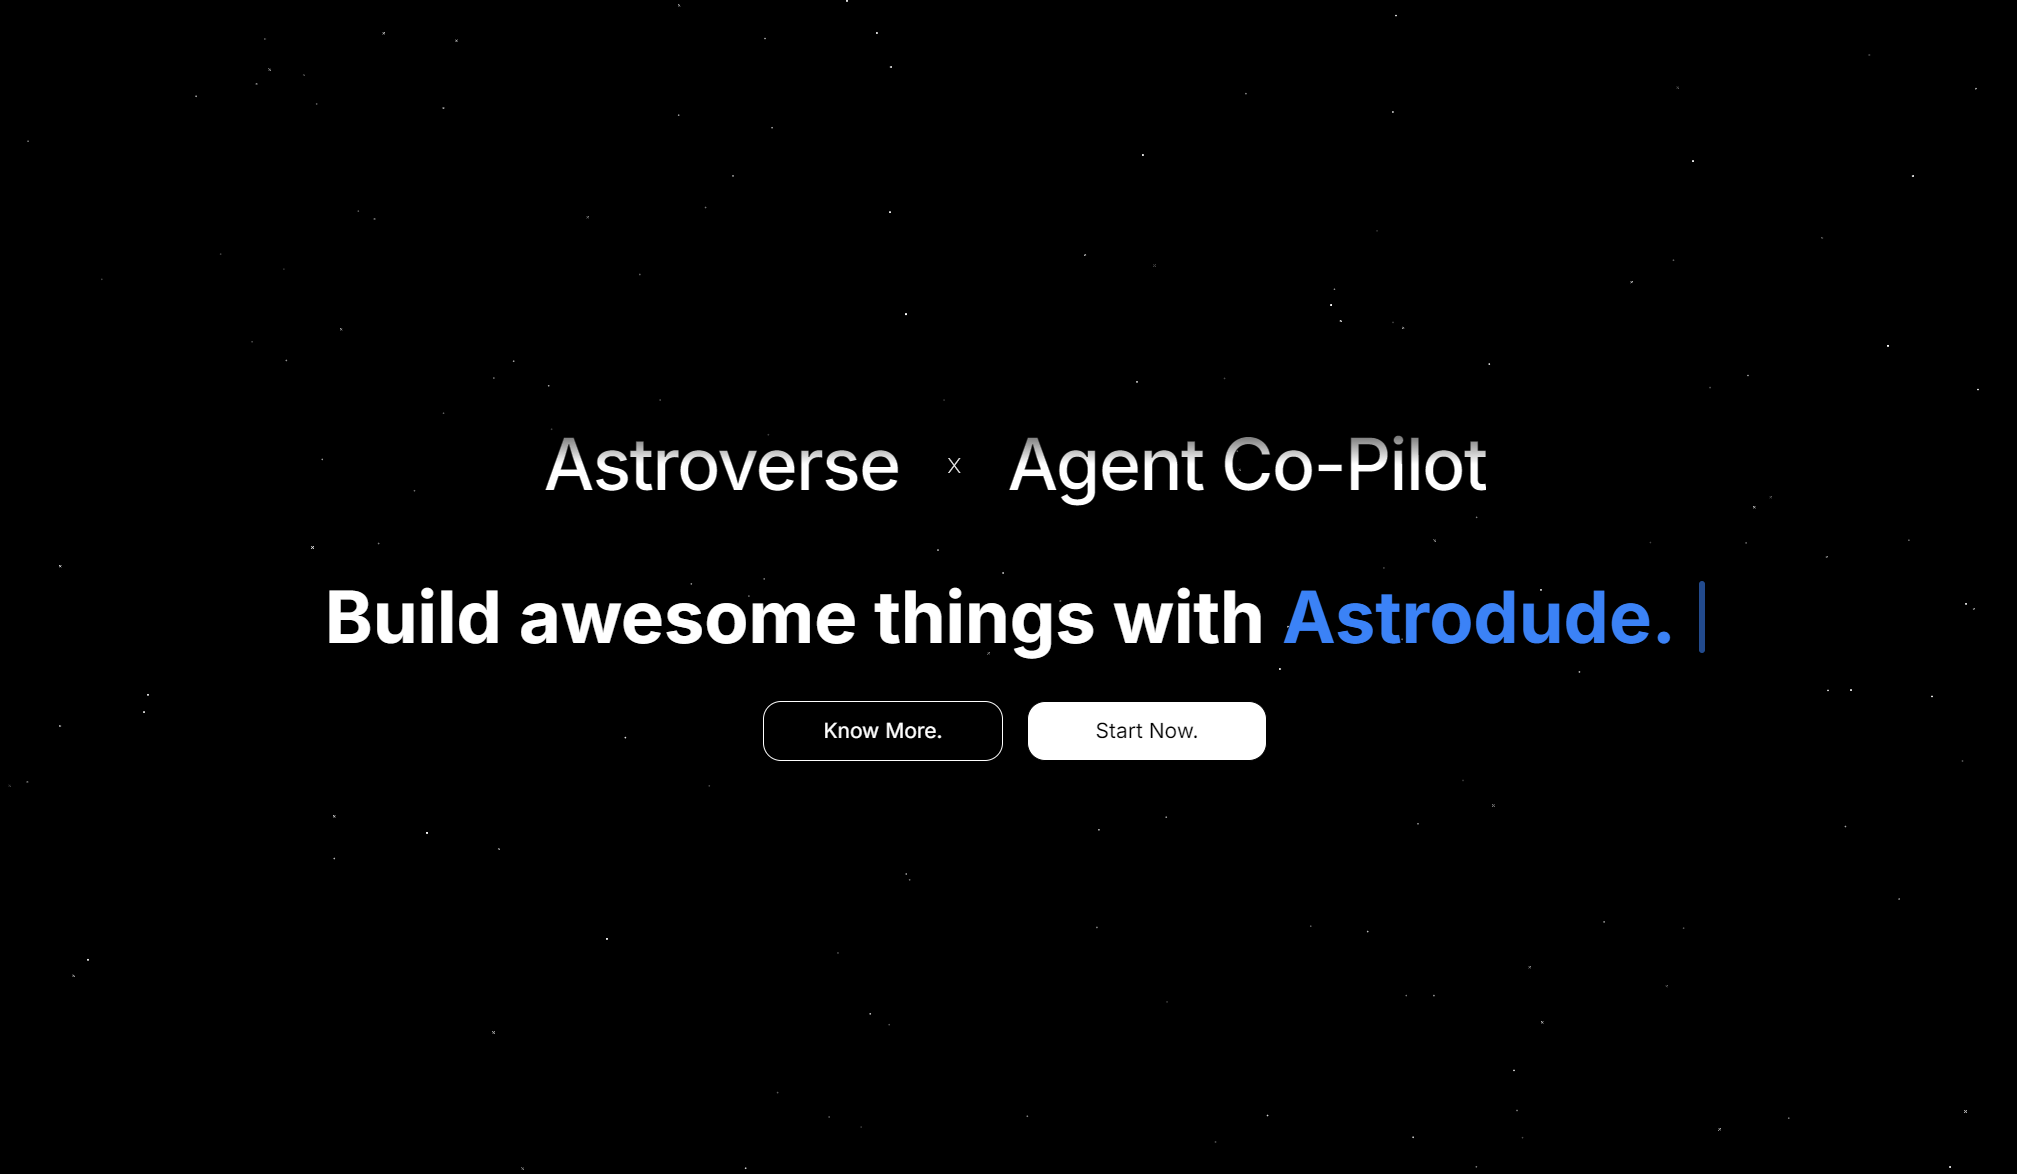 Astroverse x Agent Co-Pilot
Build awesome things with Astrodude.
Know More. Start Now.